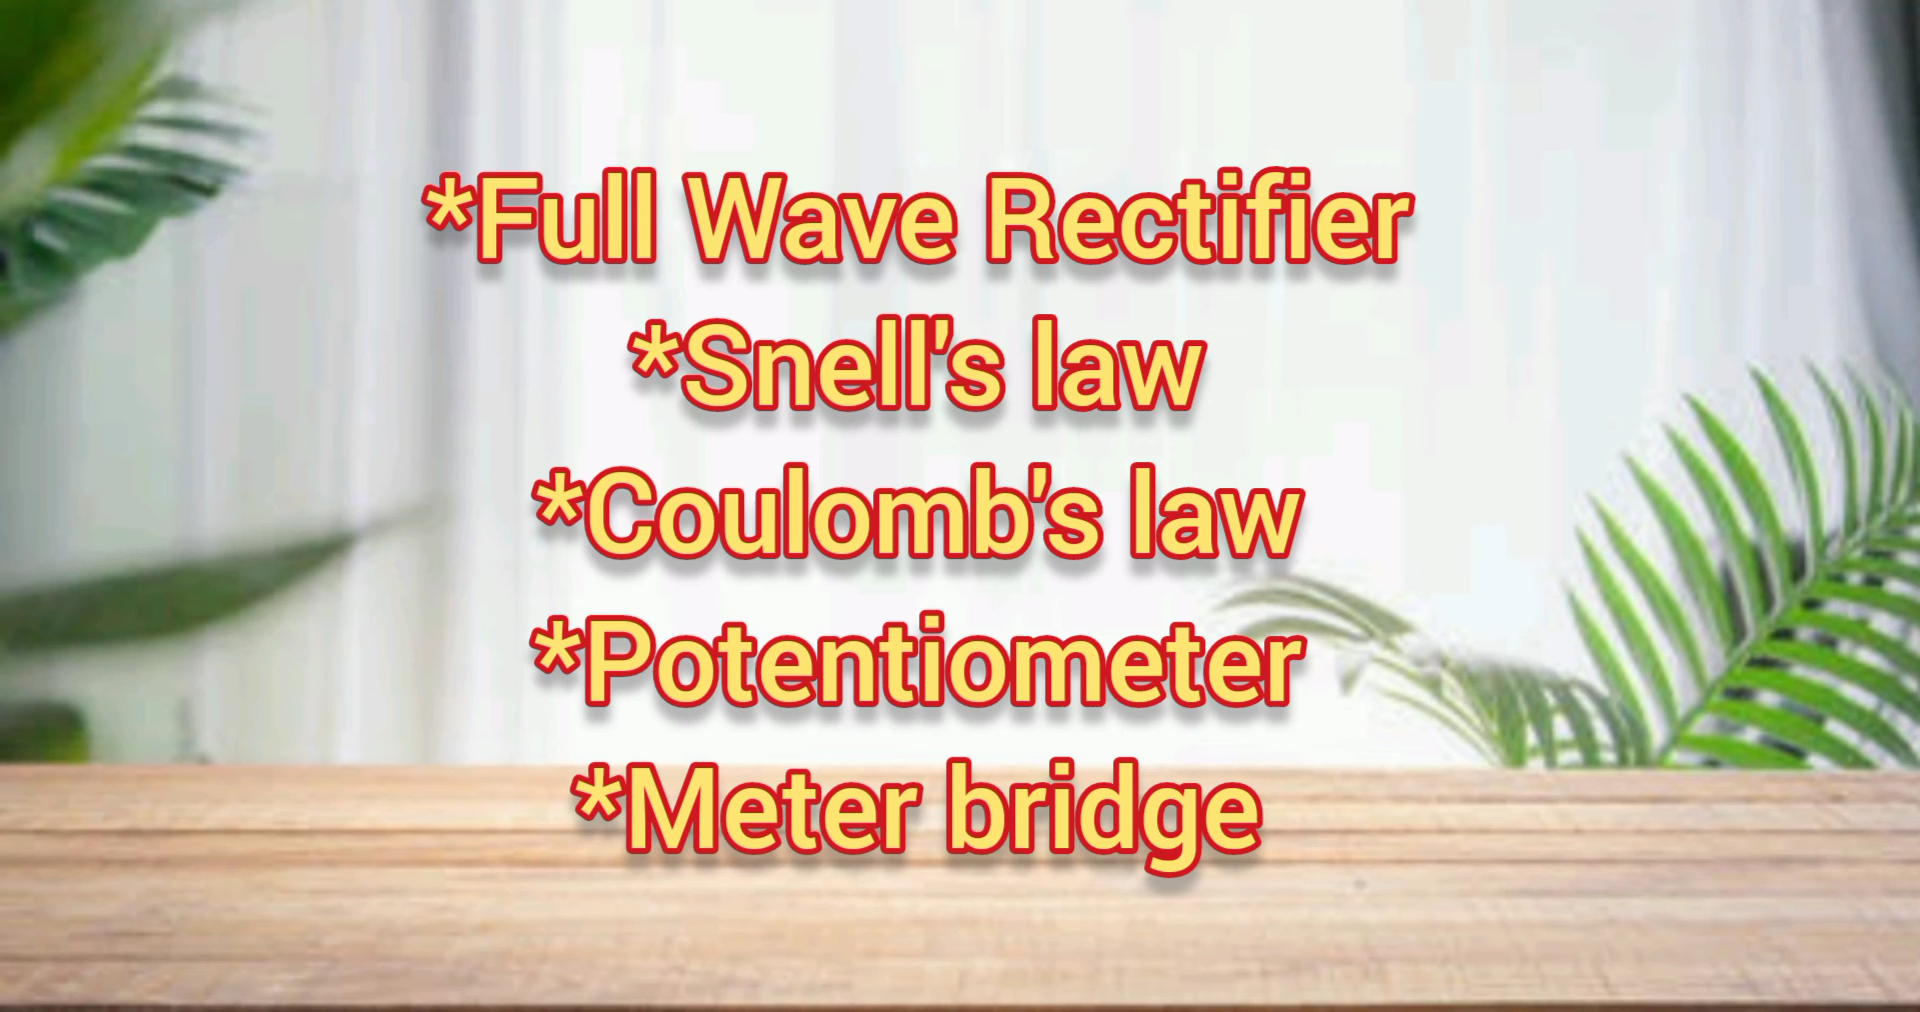 *Full Wave Rectifier
*Snell's law
*Coulomb's law
*Potentiometer
*Meter bridge